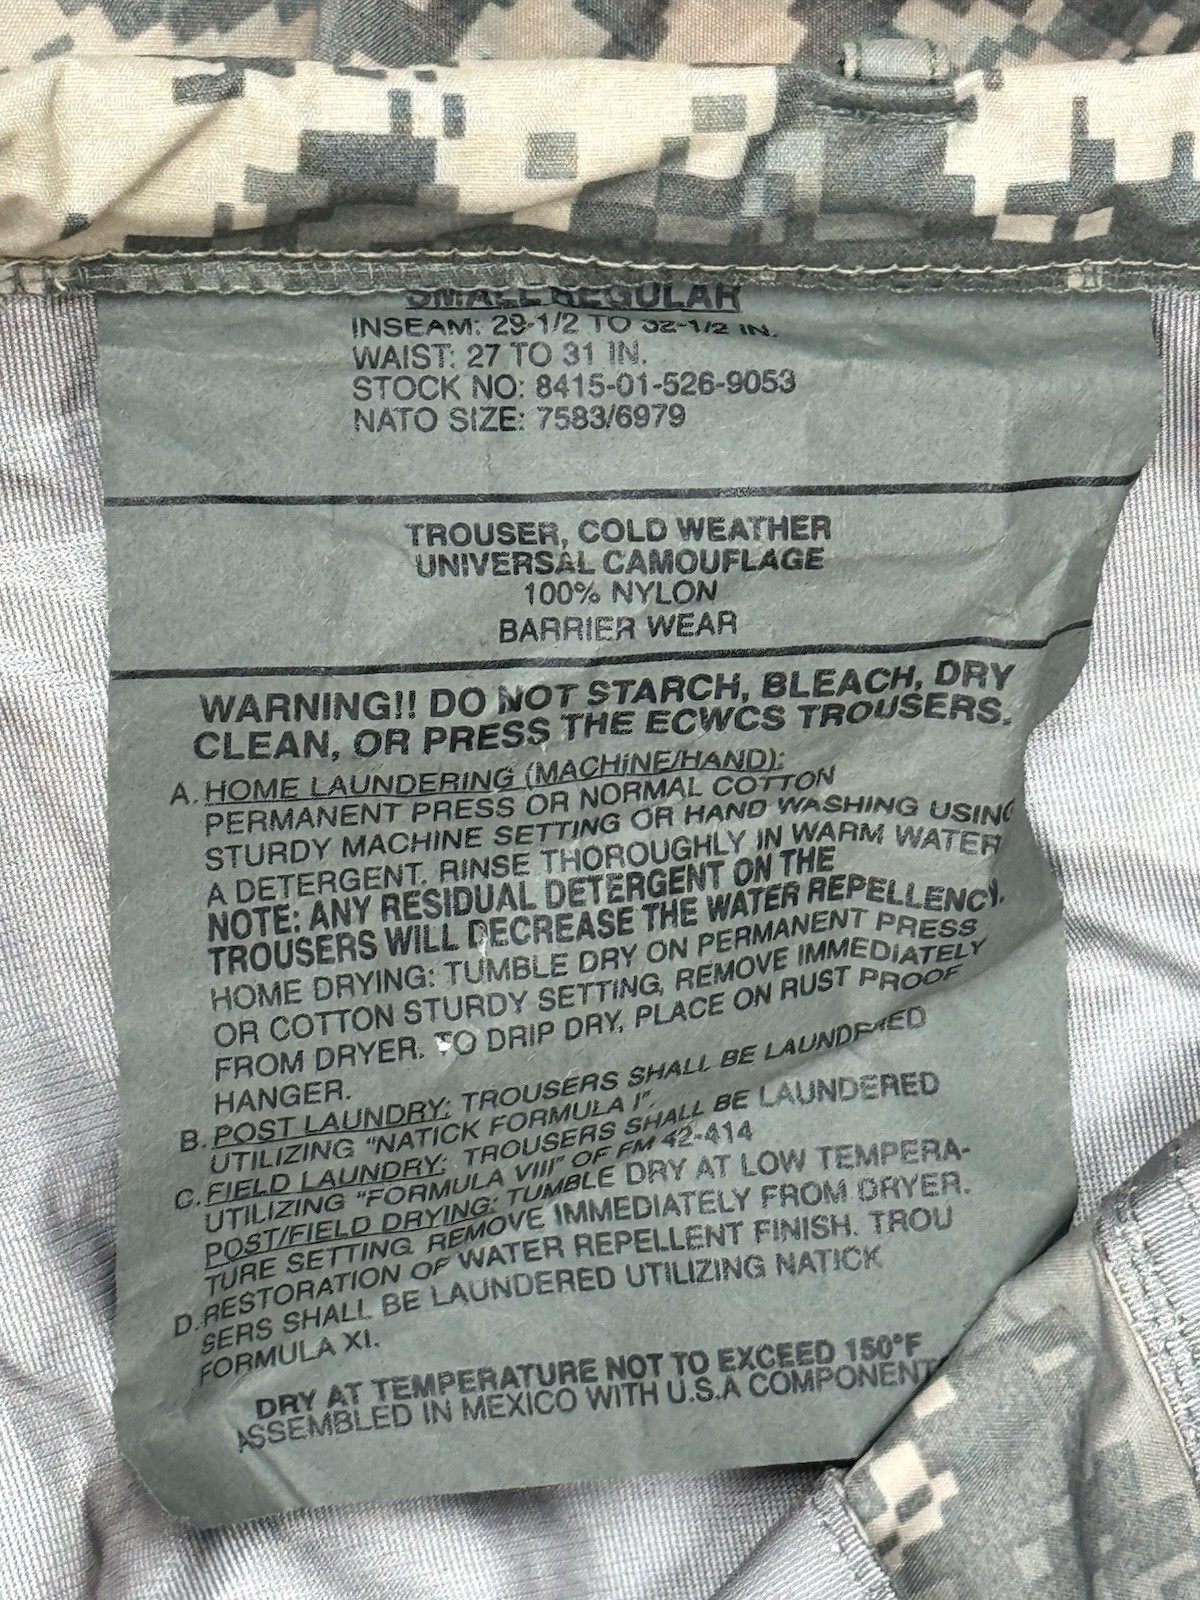 SMALL REGULAR
INSEAM: 29-1/2 TO 32-1/2 IN.
WAIST: 27 TO 31 IN.
STOCK NO: 8415-01-526-9053
NATO SIZE: 7583/6979
TROUSER, COLD WEATHER
UNIVERSAL CAMOUFLAGE
100% NYLON
BARRIER WEAR
WARNING!! DO NOT STARCH, BLEACH, DRY
CLEAN, OR PRESS THE ECWCS TROUSERS.
A. HOME LAUNDERING (MACHINE/HAND):
PERMANENT PRESS OR NORMAL COTTON
STURDY MACHINE SETTING OR HAND WASHING USING
A DETERGENT. RINSE THOROUGHLY IN WARM WATER
NOTE: ANY RESIDUAL DETERGENT ON THE
TROUSERS WILL DECREASE THE WATER REPELLENCY.
HOME DRYING: TUMBLE DRY ON PERMANENT PRESS
OR COTTON STURDY SETTING, REMOVE IMMEDIATELY
FROM DRYER. TO DRIP DRY, PLACE ON RUST PROOF
HANGER.
B. POST LAUNDRY: TROUSERS SHALL BE LAUNDERED
UTILIZING "NATICK FORMULA I".
C. FIELD LAUNDRY: TROUSERS SHALL BE LAUNDERED
UTILIZING "FORMULA VIII" OF FM 42-414
POST/FIELD DRYING: TUMBLE DRY AT LOW TEMPERA-
TURE SETTING. REMOVE IMMEDIATELY FROM DRYER.
D. RESTORATION OF WATER REPELLENT FINISH. TROU
SERS SHALL BE LAUNDERED UTILIZING NATICK
FORMULA XI.
DRY AT TEMPERATURE NOT TO EXCEED 150°F
ASSEMBLED IN MEXICO WITH U.S.A COMPONENT